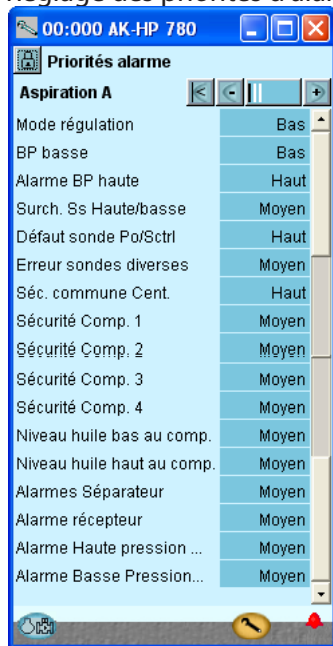 Réglage des priorités d'alar
00:000 AK-HP 780
Priorités alarme
Aspiration A
Mode régulation Bas
BP basse Bas
Alarme BP haute Haut
Surch. Ss Haute/basse Moyen
Défaut sonde Po/Sctrl Haut
Erreur sondes diverses Moyen
Séc. commune Cent. Haut
Sécurité Comp. 1 Moyen
Sécurité Comp. 2 Moyen
Sécurité Comp. 3 Moyen
Sécurité Comp. 4 Moyen
Niveau huile bas au comp. Moyen
Niveau huile haut au comp. Moyen
Alarmes Séparateur Moyen
Alarme récepteur Moyen
Alarme Haute pression ... Moyen
Alarme Basse Pression... Moyen